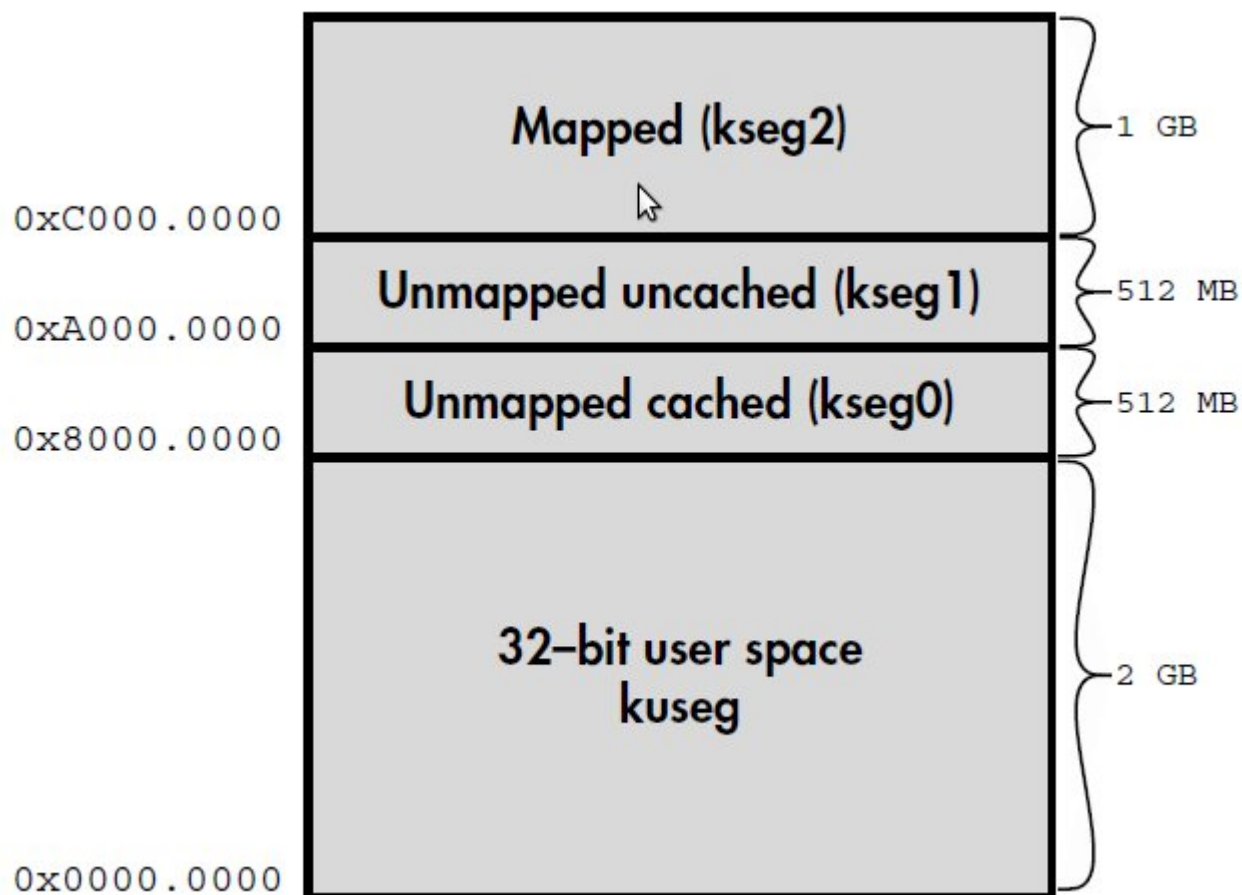 Mapped (kseg2)
1 GB
0xC000.0000
Unmapped uncached (kseg1)
512 MB
0xA000.0000
Unmapped cached (kseg0)
512 MB
0x8000.0000
32–bit user space
kuseg
2 GB
0x0000.0000